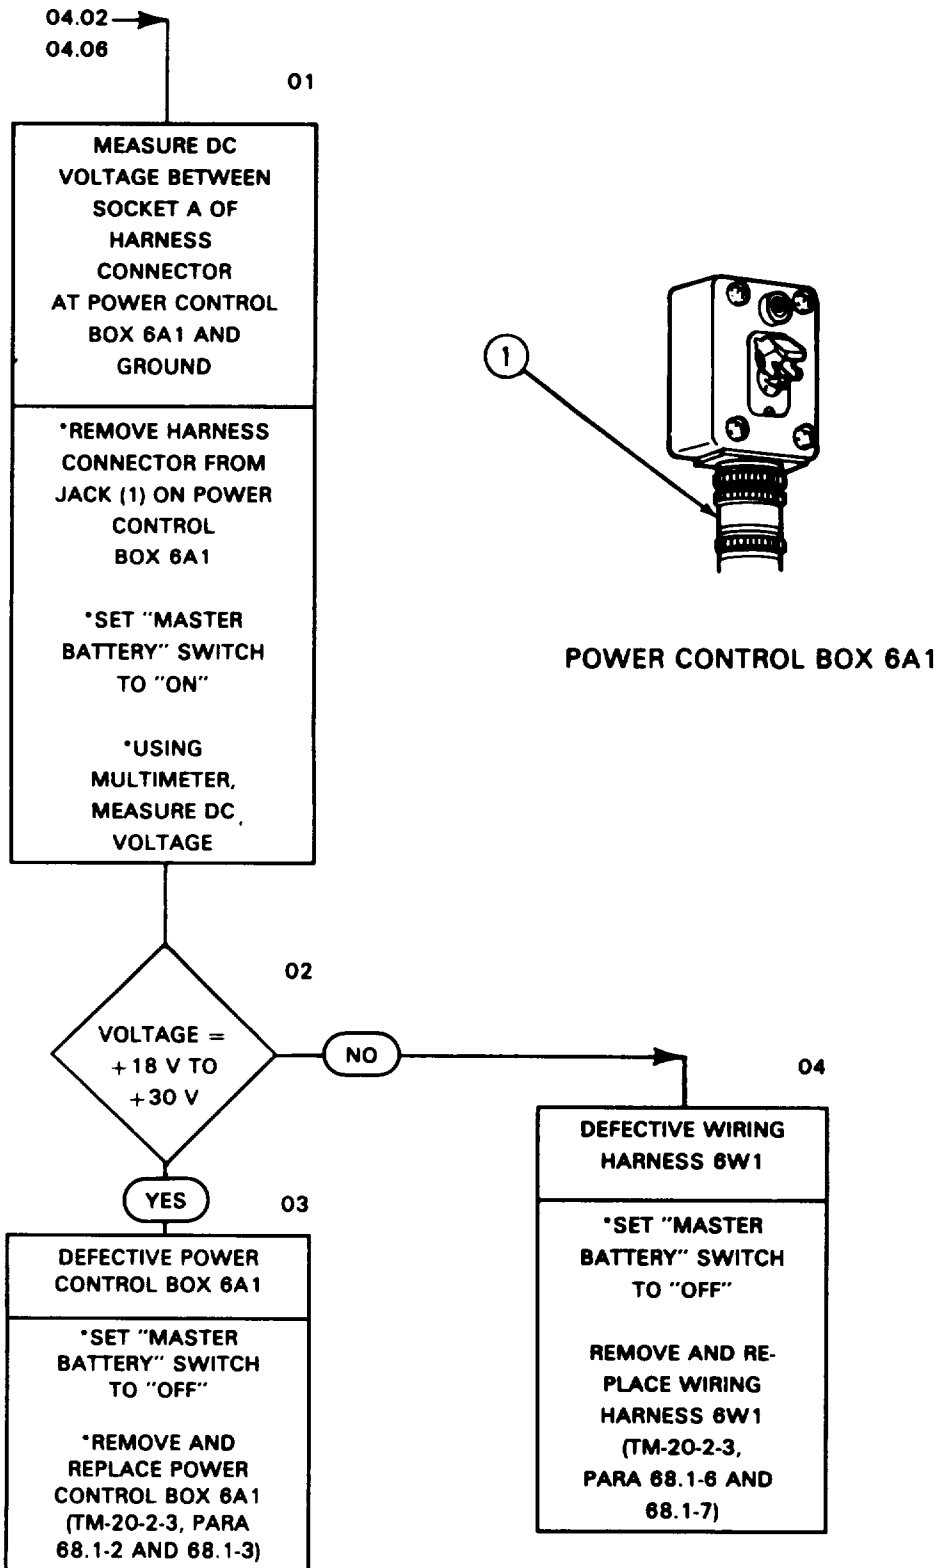 04.02
04.06
01
MEASURE DC
VOLTAGE BETWEEN
SOCKET A OF
HARNESS
CONNECTOR
AT POWER CONTROL
BOX 6A1 AND
GROUND
*REMOVE HARNESS
CONNECTOR FROM
JACK (1) ON POWER
CONTROL
BOX 6A1
*SET "MASTER
BATTERY" SWITCH
TO "ON"
*USING
MULTIMETER,
MEASURE DC
VOLTAGE
1
POWER CONTROL BOX 6A1
02
VOLTAGE =
+18 V TO
+30 V
NO
YES
03
DEFECTIVE POWER
CONTROL BOX 6A1
*SET "MASTER
BATTERY" SWITCH
TO "OFF"
*REMOVE AND
REPLACE POWER
CONTROL BOX 6A1
(TM-20-2-3, PARA
68.1-2 AND 68.1-3)
04
DEFECTIVE WIRING
HARNESS 6W1
*SET "MASTER
BATTERY" SWITCH
TO "OFF"
REMOVE AND RE-
PLACE WIRING
HARNESS 6W1
(TM-20-2-3,
PARA 68.1-6 AND
68.1-7)